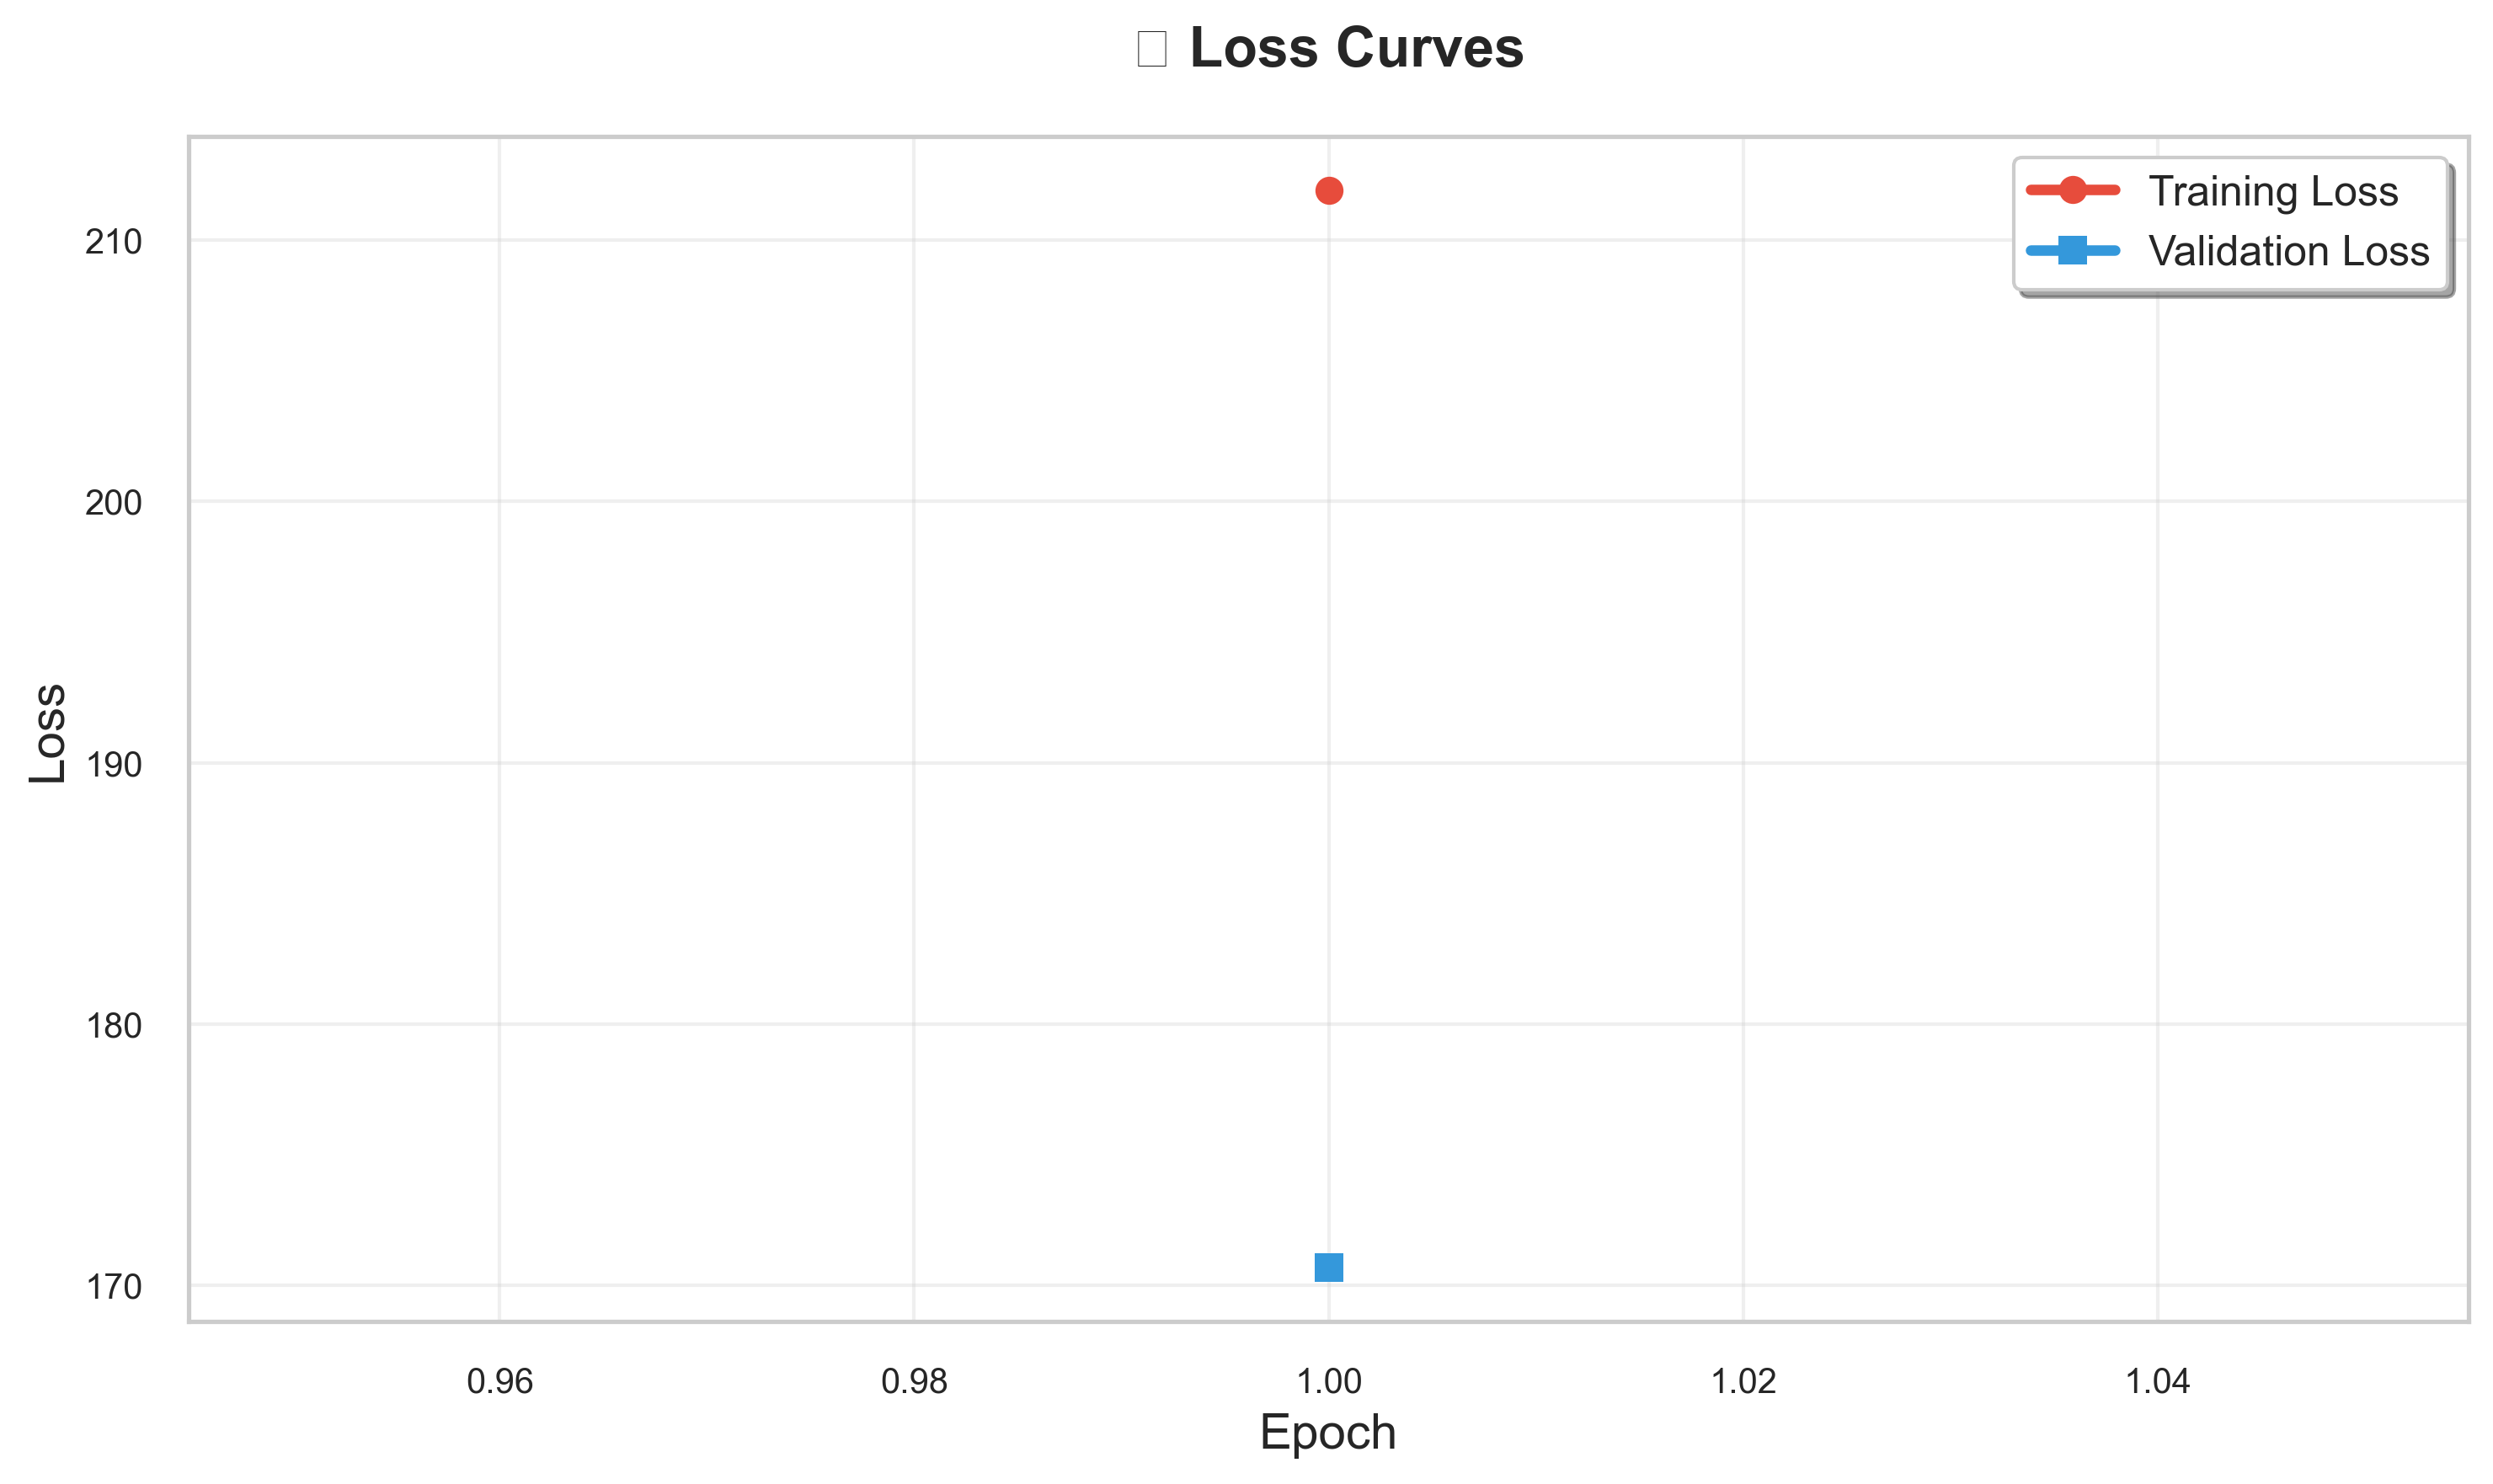 Loss Curves
Training Loss
Validation Loss
210
200
190
180
170
Loss
0.96 0.98 1.00 1.02 1.04
Epoch